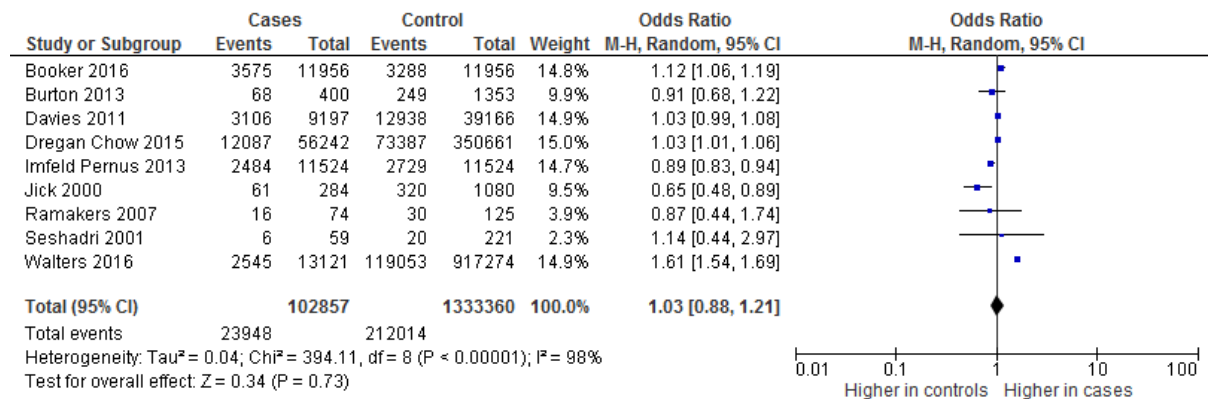 Cases Control Odds Ratio Odds Ratio
Study or Subgroup Events Total Events Total Weight M-H, Random, 95% CI M-H, Random, 95% CI
Booker 2016 3575 11956 3288 11956 14.8% 1.12 [1.06, 1.19]
Burton 2013 68 400 249 1353 9.9% 0.91 [0.68, 1.22]
Davies 2011 3106 9197 12938 39166 14.9% 1.03 [0.99, 1.08]
Dregan Chow 2015 12087 56242 73387 350661 15.0% 1.03 [1.01, 1.06]
Imfeld Pernus 2013 2484 11524 2729 11524 14.7% 0.89 [0.83, 0.94]
Jick 2000 61 284 320 1080 9.5% 0.65 [0.48, 0.89]
Ramakers 2007 16 74 30 125 3.9% 0.87 [0.44, 1.74]
Seshadri 2001 6 59 20 221 2.3% 1.14 [0.44, 2.97]
Walters 2016 2545 13121 119053 917274 14.9% 1.61 [1.54, 1.69]
Total (95% CI) 102857 1333360 100.0% 1.03 [0.88, 1.21]
Total events 23948 212014
Heterogeneity: Tau² = 0.04; Chi² = 394.11, df = 8 (P < 0.00001); I² = 98%
Test for overall effect: Z = 0.34 (P = 0.73)
0.01 0.1 1 10 100
Higher in controls Higher in cases